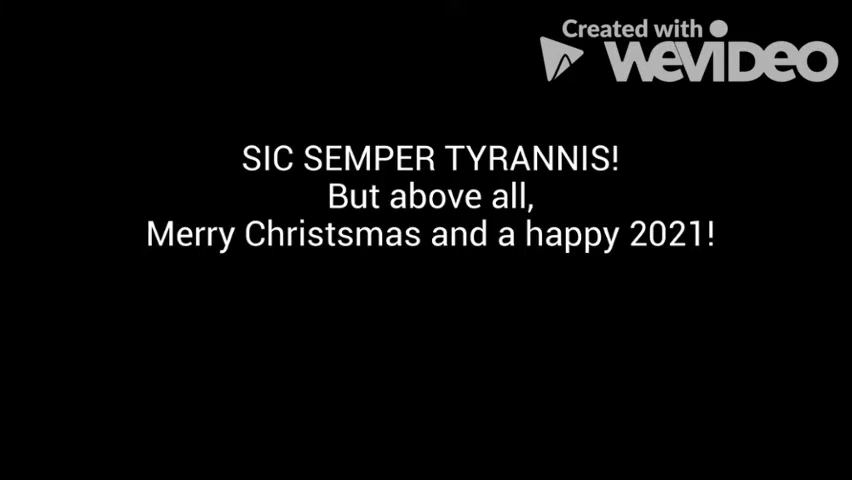 Created with
WEVIDEO
SIC SEMPER TYRANNIS!
But above all,
Merry Christsmas and a happy 2021!